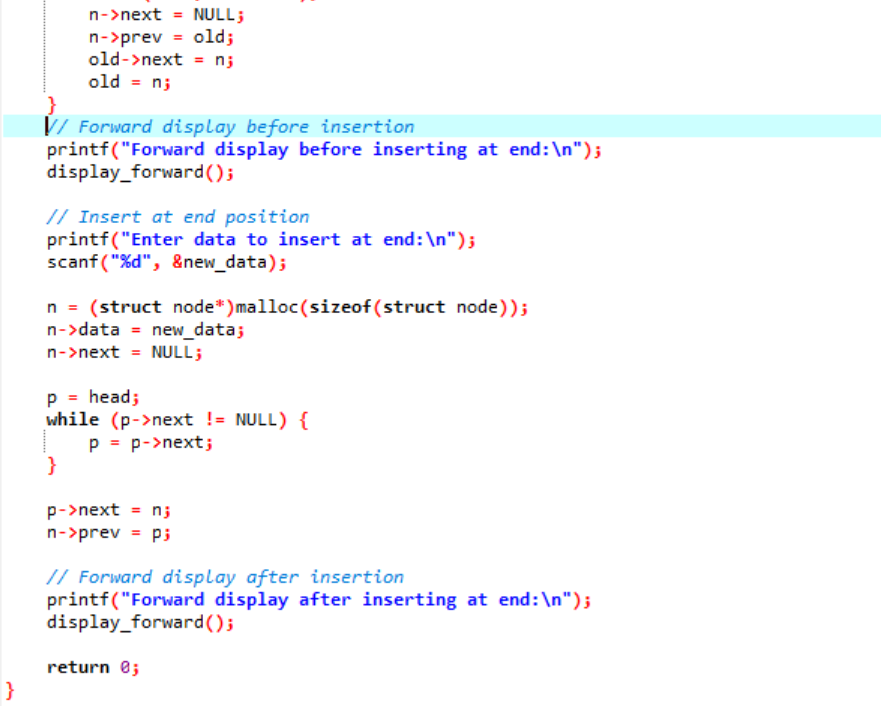 n->next = NULL;
n->prev = old;
old->next = n;
old = n;
}
// Forward display before insertion
printf("Forward display before inserting at end:\n");
display_forward();
// Insert at end position
printf("Enter data to insert at end:\n");
scanf("%d", &new_data);
n = (struct node*)malloc(sizeof(struct node));
n->data = new_data;
n->next = NULL;
p = head;
while (p->next != NULL) {
p = p->next;
}
p->next = n;
n->prev = p;
// Forward display after insertion
printf("Forward display after inserting at end:\n");
display_forward();
return 0;
}